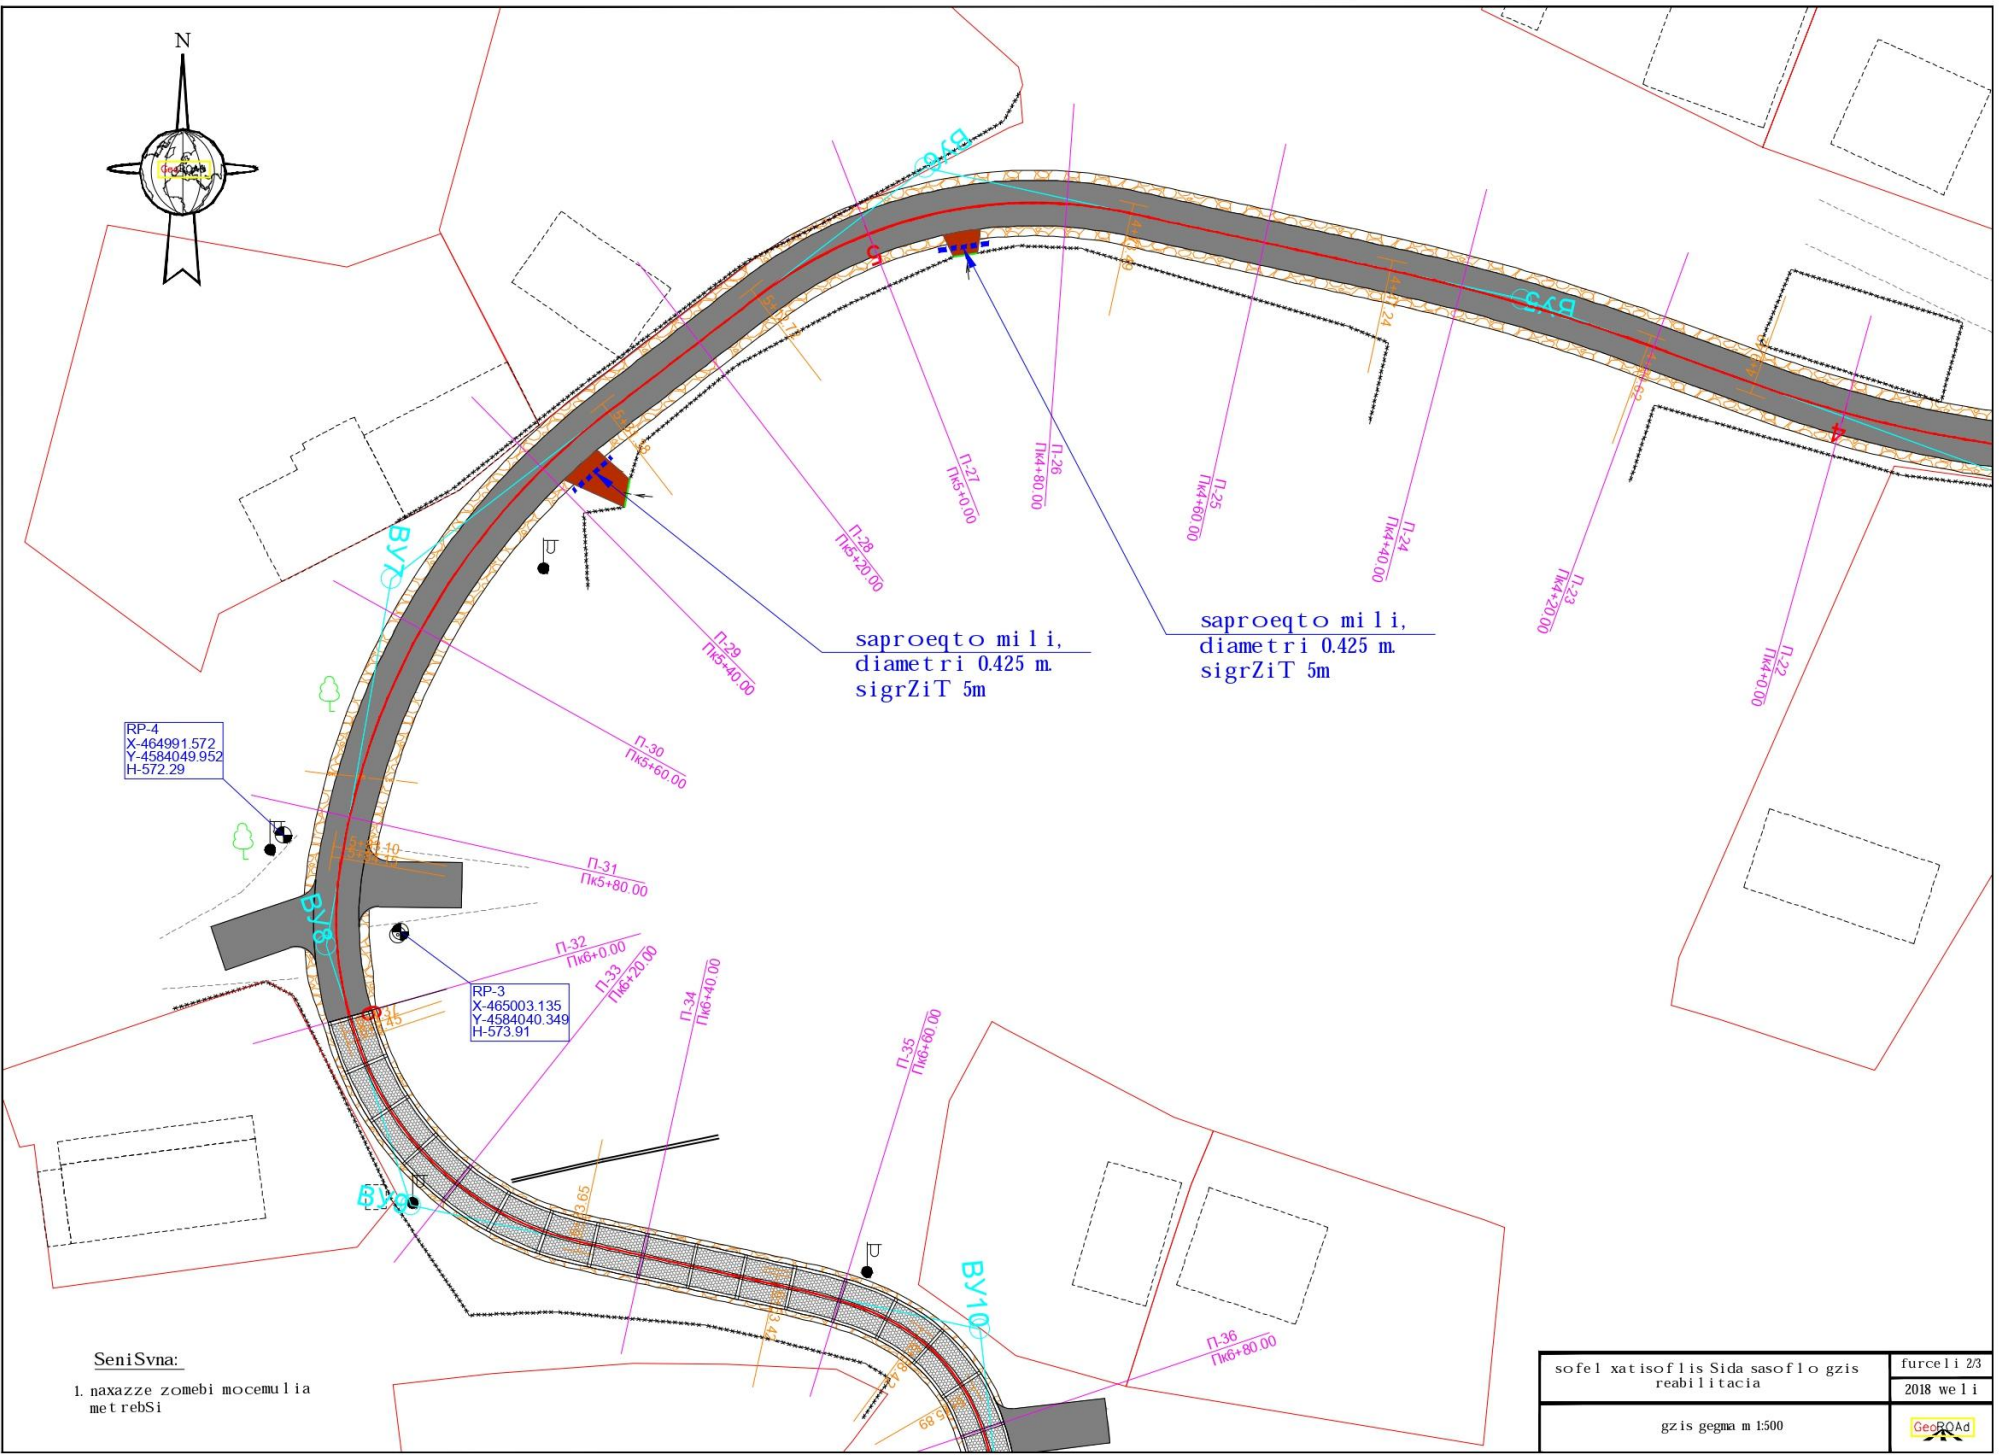 N
GeoROAD
ВУ6
5
ВУ5
4
ВУ7
П-27
Пк5+0.00
П-26
Пк4+80.00
П-25
Пк4+60.00
П-24
Пк4+40.00
П-23
Пк4+20.00
П-22
Пк4+0.00
П-28
Пк5+20.00
П-29
Пк5+40.00
saproeqto mili,
diametri 0.425 m.
sigrZiT 5m
saproeqto mili,
diametri 0.425 m.
sigrZiT 5m
П-30
Пк5+60.00
RP-4
X-464991.572
Y-4584049.952
H-572.29
П-31
Пк5+80.00
ВУ8
П-32
Пк6+0.00
П-33
Пк6+20.00
П-34
Пк6+40.00
П-35
Пк6+60.00
6
RP-3
X-465003.135
Y-4584040.349
H-573.91
ВУ9
ВУ10
П-36
Пк6+80.00
SeniSvna:
1. naxazze zomebi mocemulia
metrebSi
sofel xatisoflis Sida sasoflo gzis
reabilitacia
furceli 2/3
2018 weli
gzis gegma m 1:500
GeoROAd